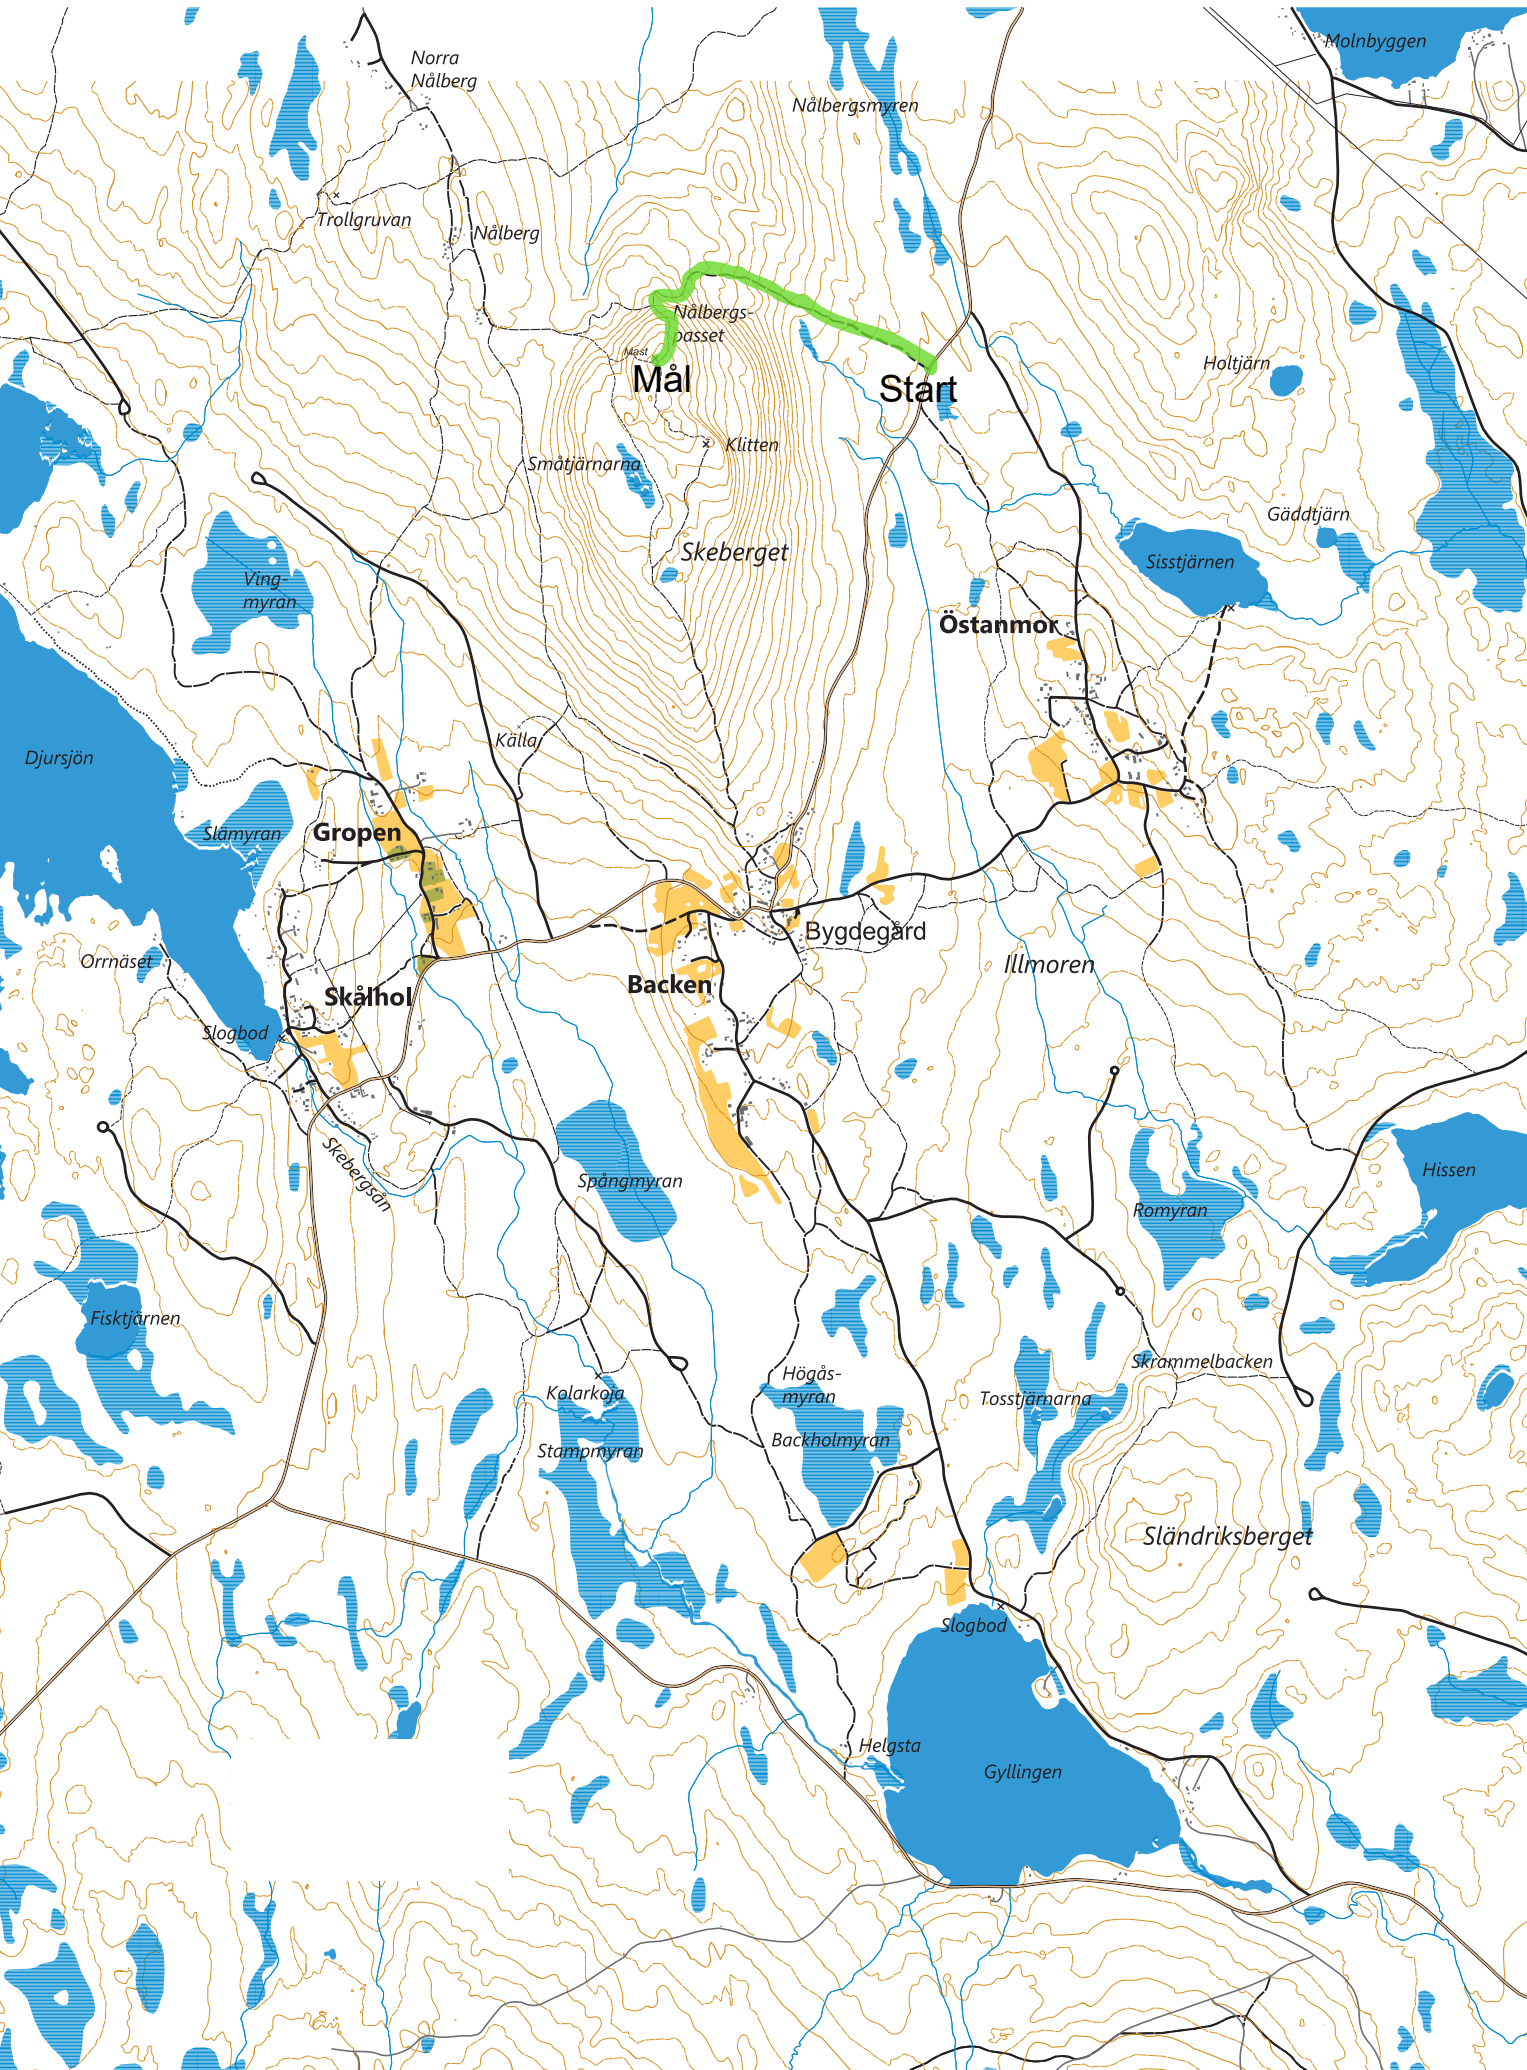 Norra
Nålberg
Molnbyggen
Nålbergsmyren
Trollgruvan
Nålberg
Nålbergs-
passet
Mast
Mål
Start
Holtjärn
Klitten
Småtjärnarna
Gäddtjärn
Skeberget
Sisstjärnen
Ving-
myran
Östanmor
Källa
Djursjön
Slåmyran
Gropen
Bygdegård
Orrnäset
Illmoren
Backen
Skålhol
Slogbod
Skebergsån
Spångmyran
Hissen
Romyran
Fisktjärnen
Skrammelbacken
Högås-
myran
Kolarkoja
Tosstjärnarna
Backholmyran
Stampmyran
Sländriksberget
Slogbod
Helgsta
Gyllingen